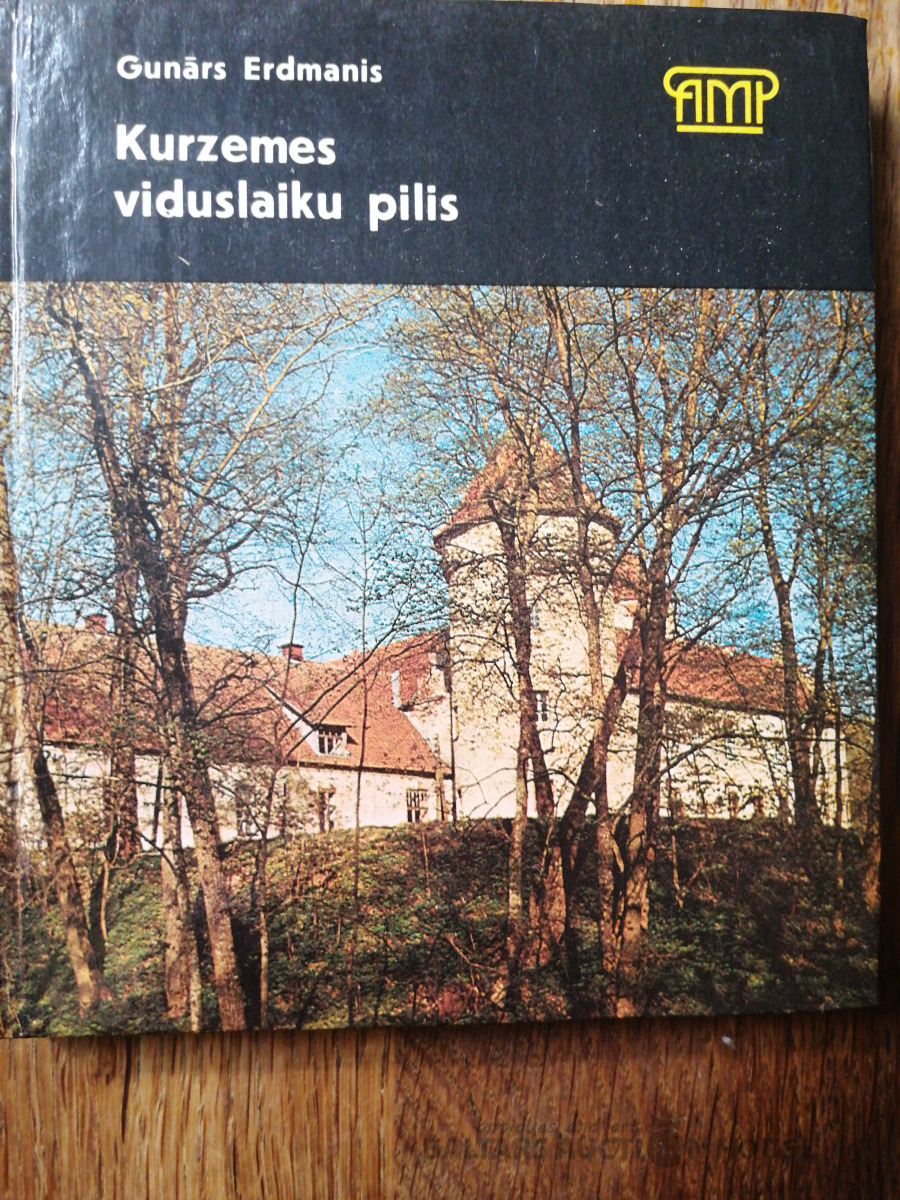 Gunārs Erdmanis
AMP
Kurzemes
viduslaiku pilis